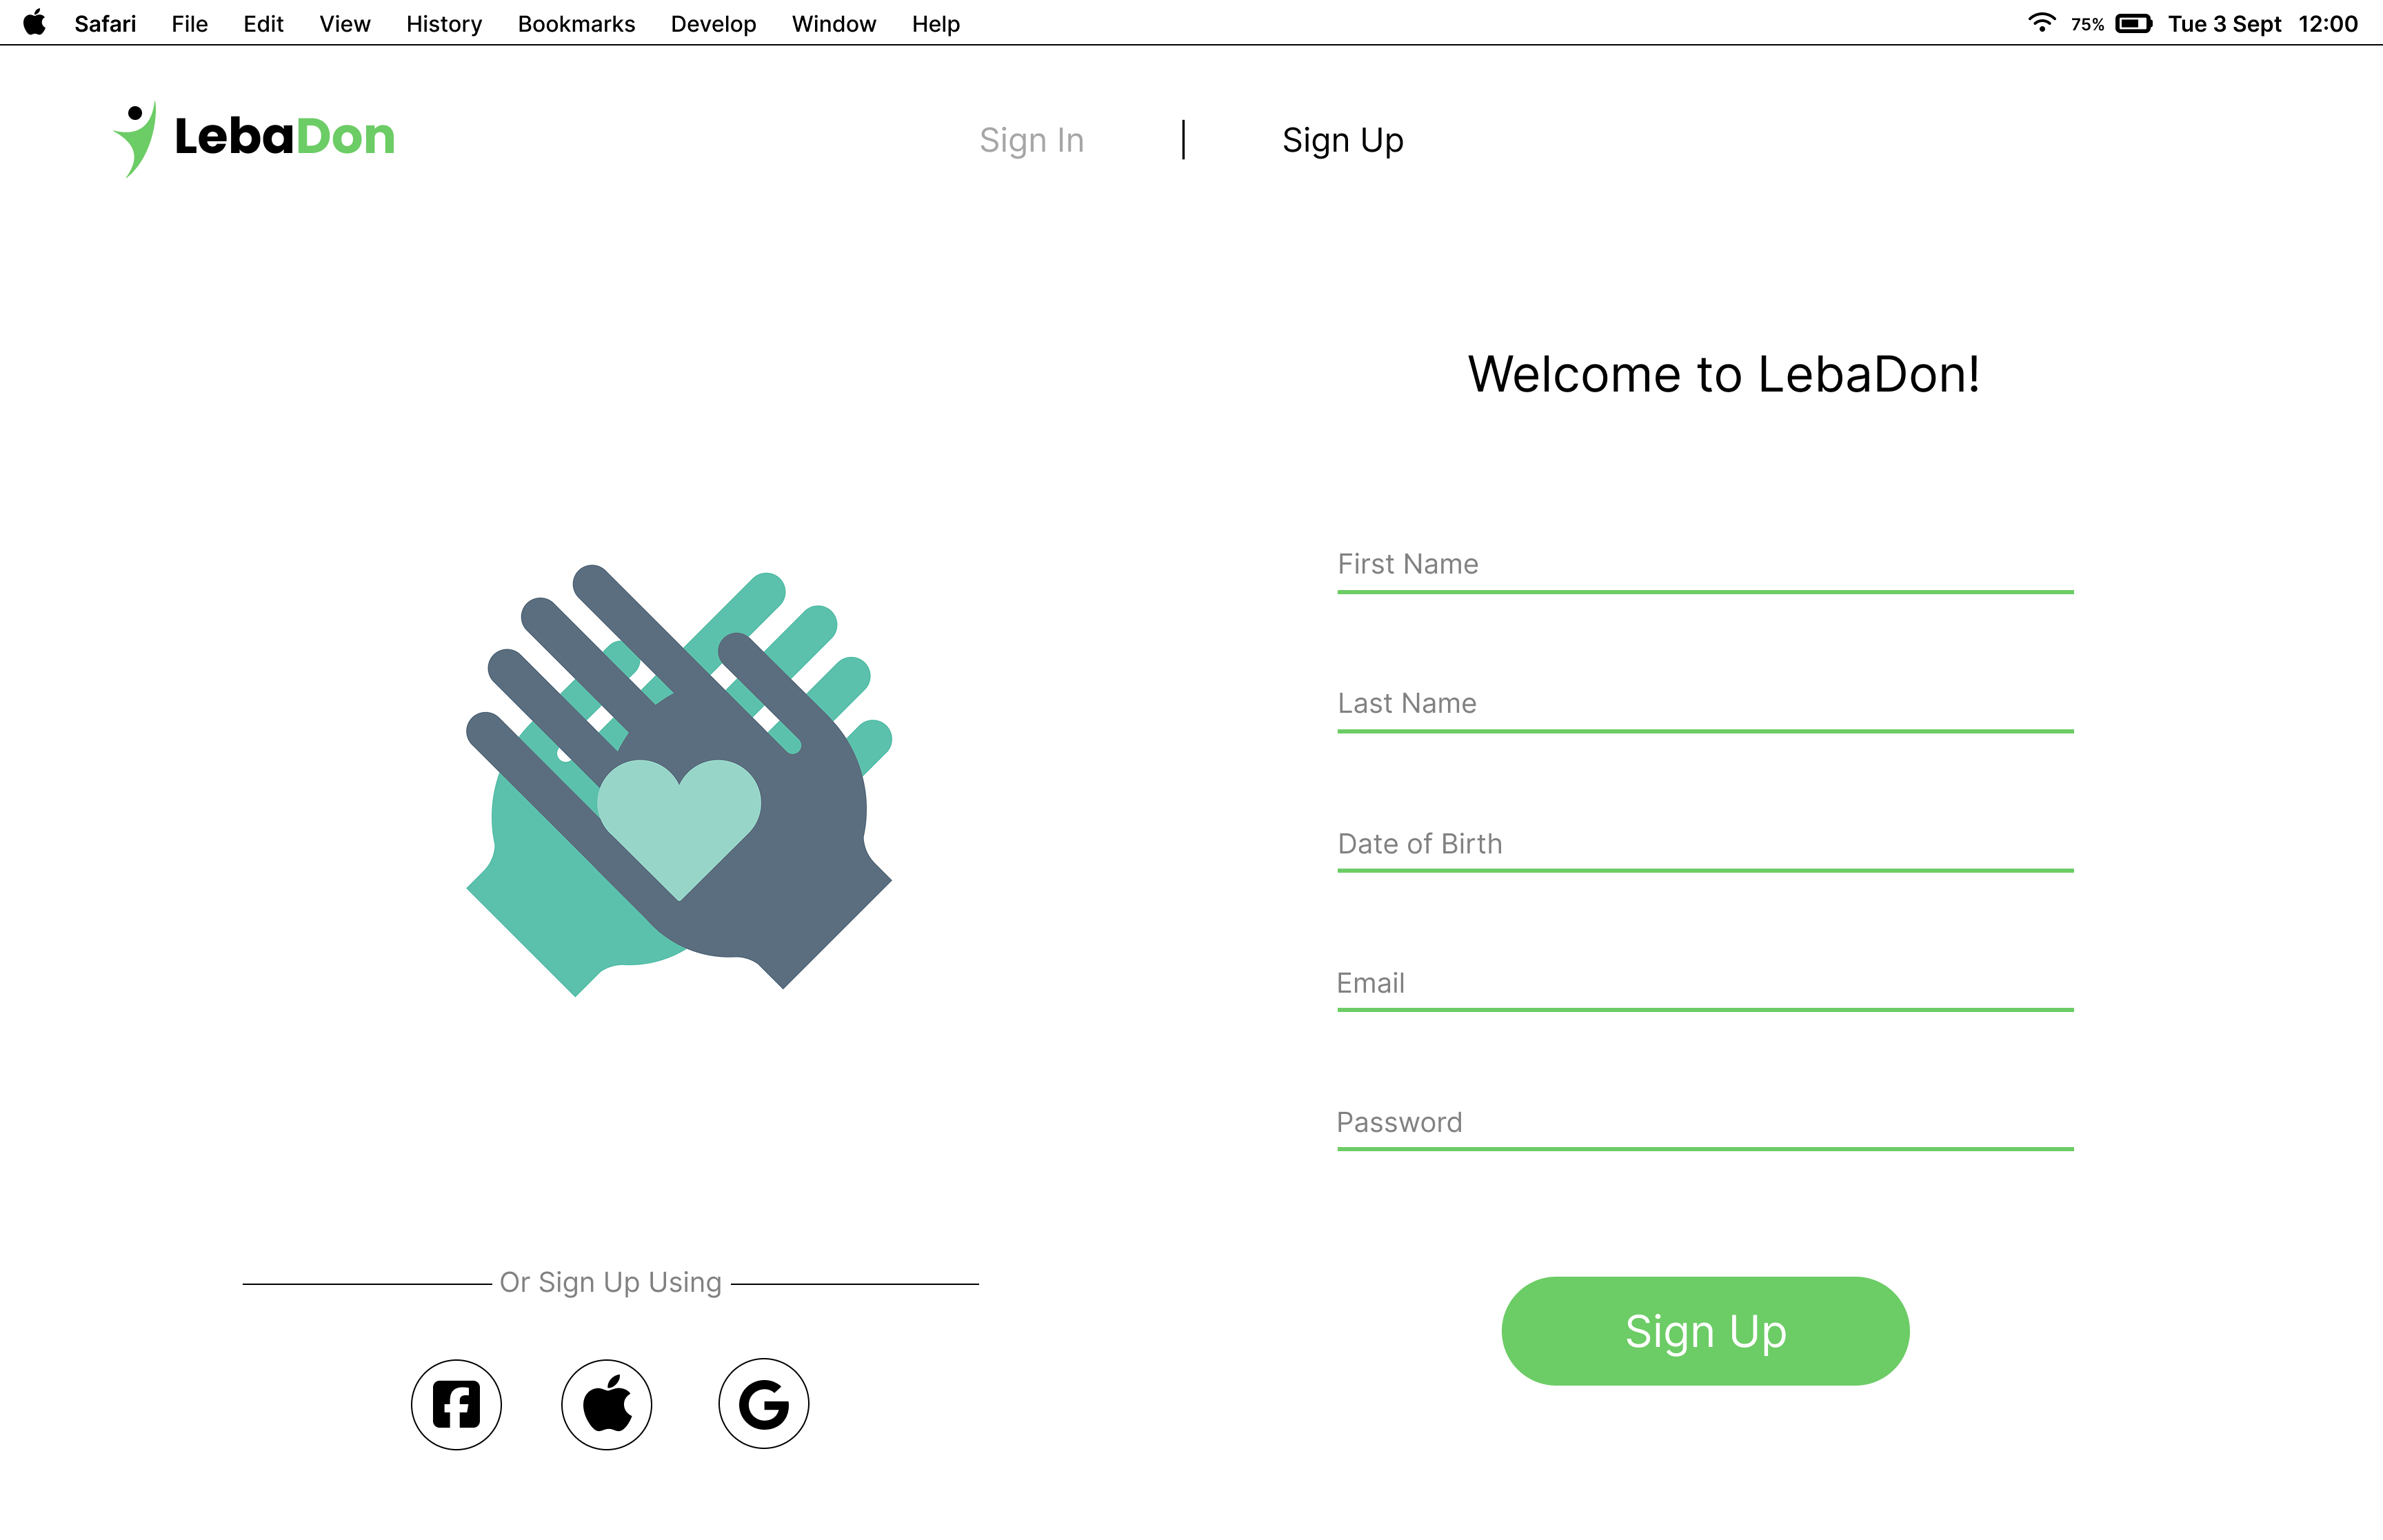 Safari File Edit View History Bookmarks Develop Window Help 75% Tue 3 Sept 12:00
LebaDon
Sign In | Sign Up
Welcome to LebaDon!
First Name
Last Name
Date of Birth
Email
Password
Or Sign Up Using
Sign Up